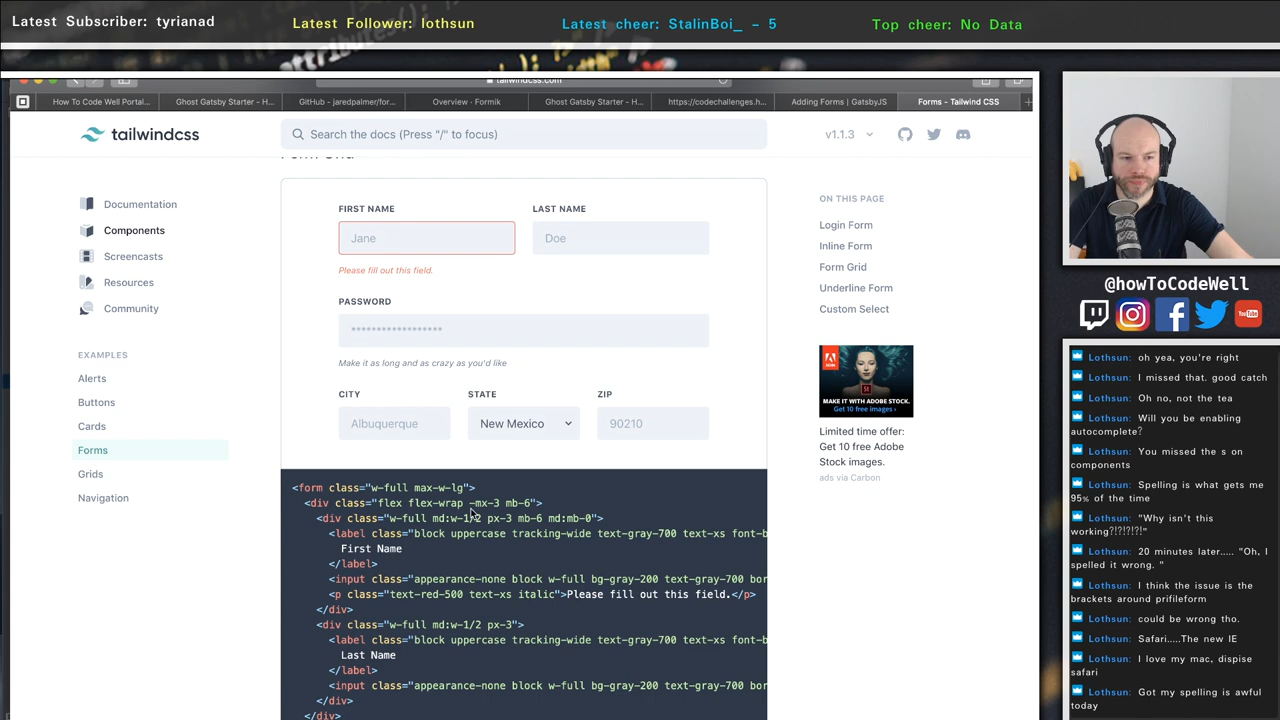 Latest Subscriber: tyrianad
Latest Follower: lothsun
Latest cheer: StalinBoi_ - 5
Top cheer: No Data
tailwindcss.com
How To Code Well Portal...
Ghost Gatsby Starter - H...
GitHub - jaredpalmer/for...
Overview · Formik
Ghost Gatsby Starter - H...
https://codechallenges.h...
Adding Forms | GatsbyJS
Forms - Tailwind CSS
tailwindcss
Search the docs (Press "/" to focus)
v1.1.3
Documentation
Components
Screencasts
Resources
Community
EXAMPLES
Alerts
Buttons
Cards
Forms
Grids
Navigation
FIRST NAME
LAST NAME
Jane
Doe
Please fill out this field.
PASSWORD
******************
Make it as long and as crazy as you'd like
CITY
STATE
ZIP
Albuquerque
New Mexico
90210
<form class="w-full max-w-lg">
<div class="flex flex-wrap -mx-3 mb-6">
<div class="w-full md:w-1/2 px-3 mb-6 md:mb-0">
<label class="block uppercase tracking-wide text-gray-700 text-xs font-b
First Name
</label>
<input class="appearance-none block w-full bg-gray-200 text-gray-700 bor
<p class="text-red-500 text-xs italic">Please fill out this field.</p>
</div>
<div class="w-full md:w-1/2 px-3">
<label class="block uppercase tracking-wide text-gray-700 text-xs font-b
Last Name
</label>
<input class="appearance-none block w-full bg-gray-200 text-gray-700 bor
</div>
</div>
ON THIS PAGE
Login Form
Inline Form
Form Grid
Underline Form
Custom Select
MAKE IT WITH ADOBE STOCK.
Get 10 free images ›
Limited time offer:
Get 10 free Adobe
Stock images.
ads via Carbon
@howToCodeWell
You Tube
Lothsun: oh yea, you're right
Lothsun: I missed that. good catch
Lothsun: Oh no, not the tea
Lothsun: Will you be enabling
autocomplete?
Lothsun: You missed the s on
components
Lothsun: Spelling is what gets me
95% of the time
Lothsun: "Why isn't this
working?!?!?!?!"
Lothsun: 20 minutes later..... "Oh, I
spelled it wrong. "
Lothsun: I think the issue is the
brackets around prifileform
Lothsun: could be wrong tho.
Lothsun: Safari.....The new IE
Lothsun: I love my mac, dispise
safari
Lothsun: Got my spelling is awful
today